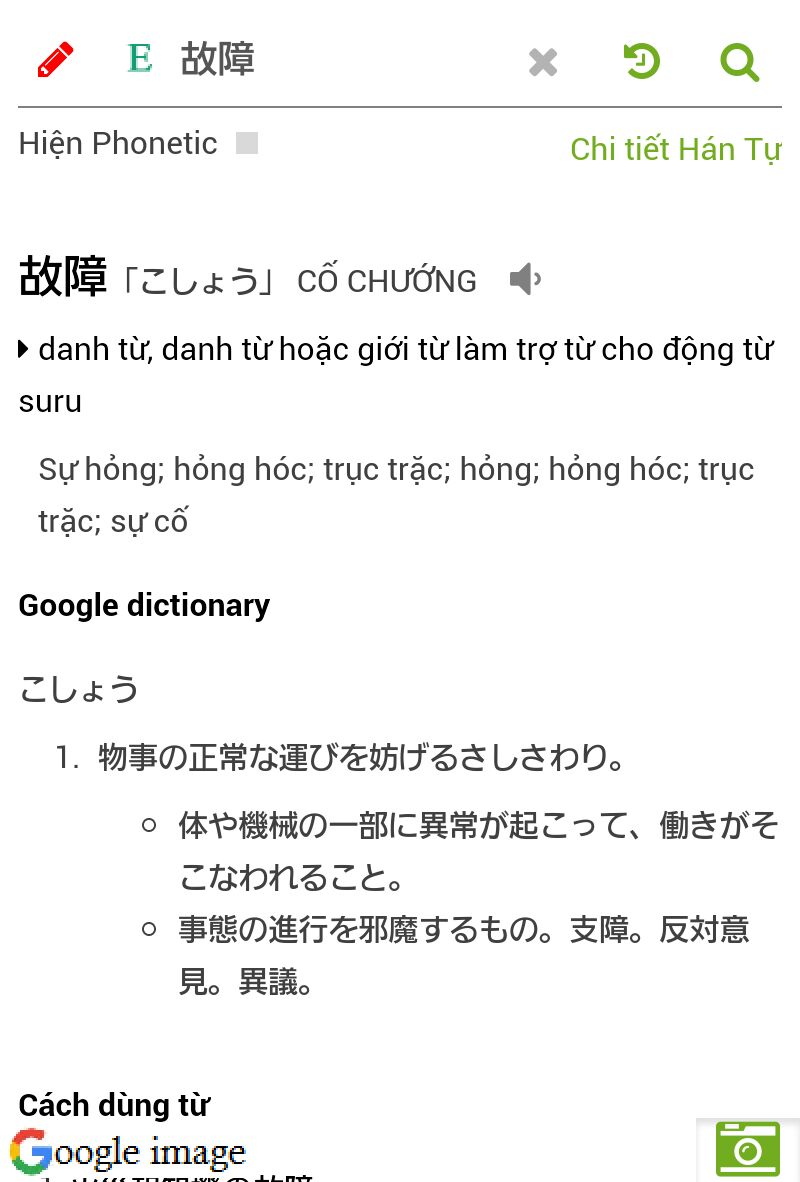 E 故障
Hiện Phonetic
Chi tiết Hán Tự
故障「こしょう」 CỐ CHƯỚNG
danh từ, danh từ hoặc giới từ làm trợ từ cho động từ
suru
Sự hỏng; hỏng hóc; trục trặc; hỏng; hỏng hóc; trục
trặc; sự cố
Google dictionary
こしょう
1. 物事の正常な運びを妨げるさしさわり。
体や機械の一部に異常が起こって、働きがそ
こなわれること。
事態の進行を邪魔するもの。支障。反対意
見。異議。
Cách dùng từ
Google image